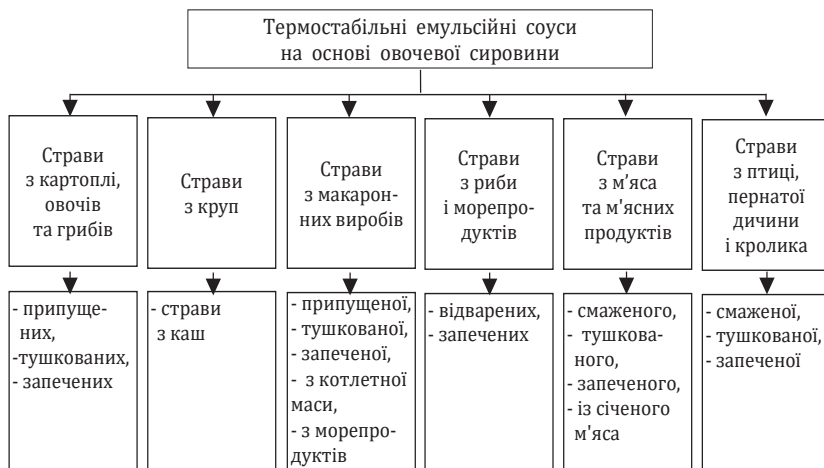 Термостабільні емульсійні соуси
на основі овочевої сировини
Страви
з картоплі,
овочів
та грибів
Страви
з круп
Страви
з макарон-
них виробів
Страви
з риби
і морепро-
дуктів
Страви
з м’яса
та м'ясних
продуктів
Страви
з птиці,
пернатої
дичини
і кролика
- припуще-
них,
-тушкованих,
- запечених
- страви
з каш
- припущеної,
- тушкованої,
- запеченої,
- з котлетної
маси,
- з морепро-
дуктів
- відварених,
- запечених
- смаженого,
- тушкова-
ного,
- запеченого,
- із січеного
м'яса
- смаженої,
- тушкованої,
- запеченої